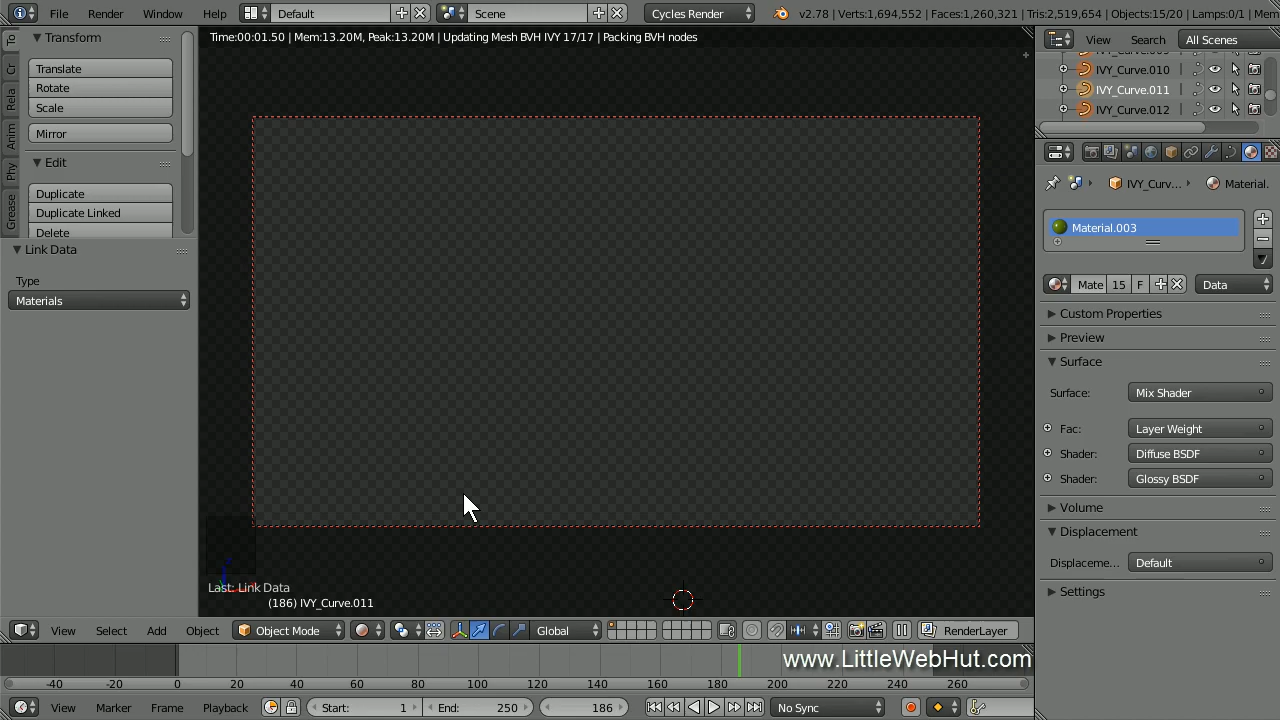 File Render Window Help Default Scene Cycles Render v2.78 | Verts:1,694,552 | Faces:1,260,321 | Tris:2,519,654 | Objects:15/20 | Lamps:0/1 | Mem
Time:00:01.50 | Mem:13.20M, Peak:13.20M | Updating Mesh BVH IVY 17/17 | Packing BVH nodes
View Search All Scenes
To
Cr
Rela
Anim
Phy
Grease
Transform
Translate
Rotate
Scale
Mirror
Edit
Duplicate
Duplicate Linked
Delete
Link Data
Type
Materials
IVY_Curve.010
IVY_Curve.011
IVY_Curve.012
IVY_Curv... Material.
Material.003
Mate 15 F Data
Custom Properties
Preview
Surface
Surface: Mix Shader
Fac: Layer Weight
Shader: Diffuse BSDF
Shader: Glossy BSDF
Volume
Displacement
Displaceme... Default
Settings
Last: Link Data
(186) IVY_Curve.011
View Select Add Object Object Mode Global RenderLayer
www.LittleWebHut.com
-40 -20 0 20 40 60 80 100 120 140 160 180 200 220 240 260
View Marker Frame Playback Start: 1 End: 250 186 No Sync